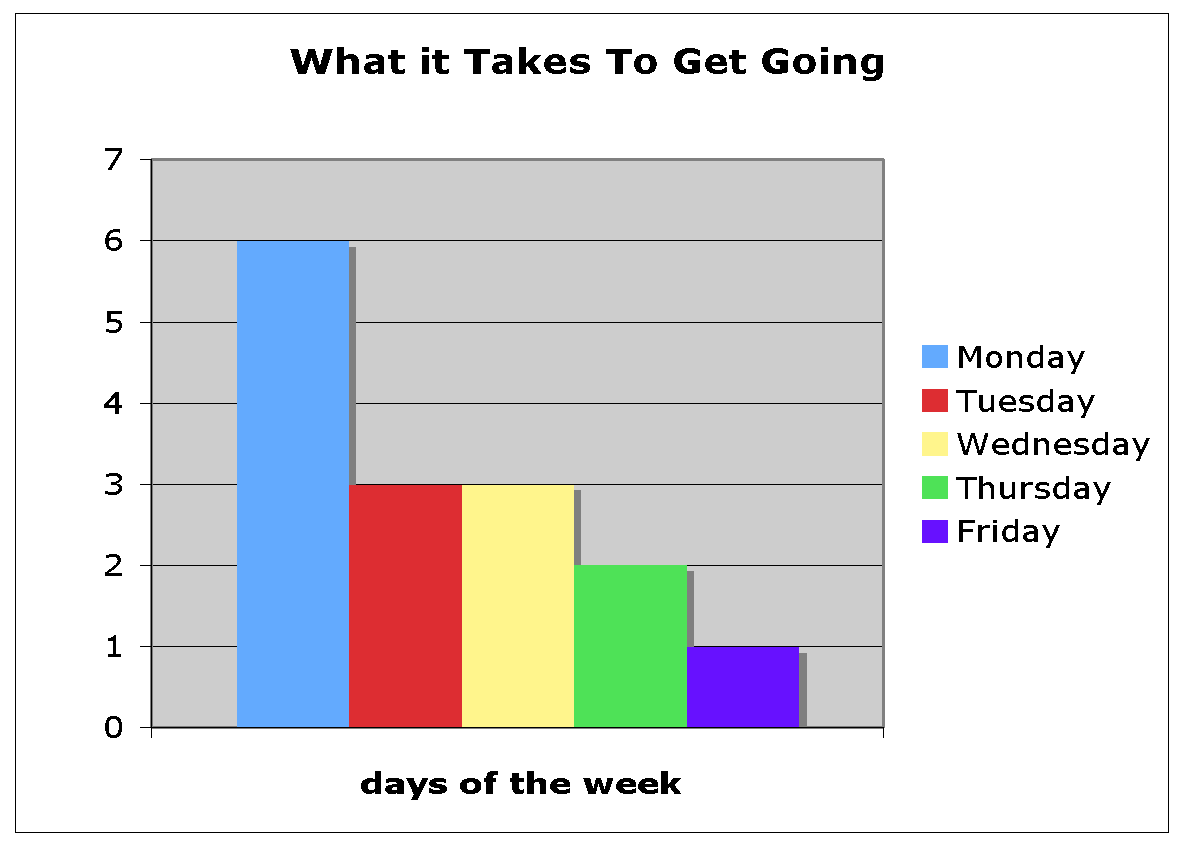 What it Takes To Get Going
7
6
5
4
3
2
1
0
Monday
Tuesday
Wednesday
Thursday
Friday
days of the week